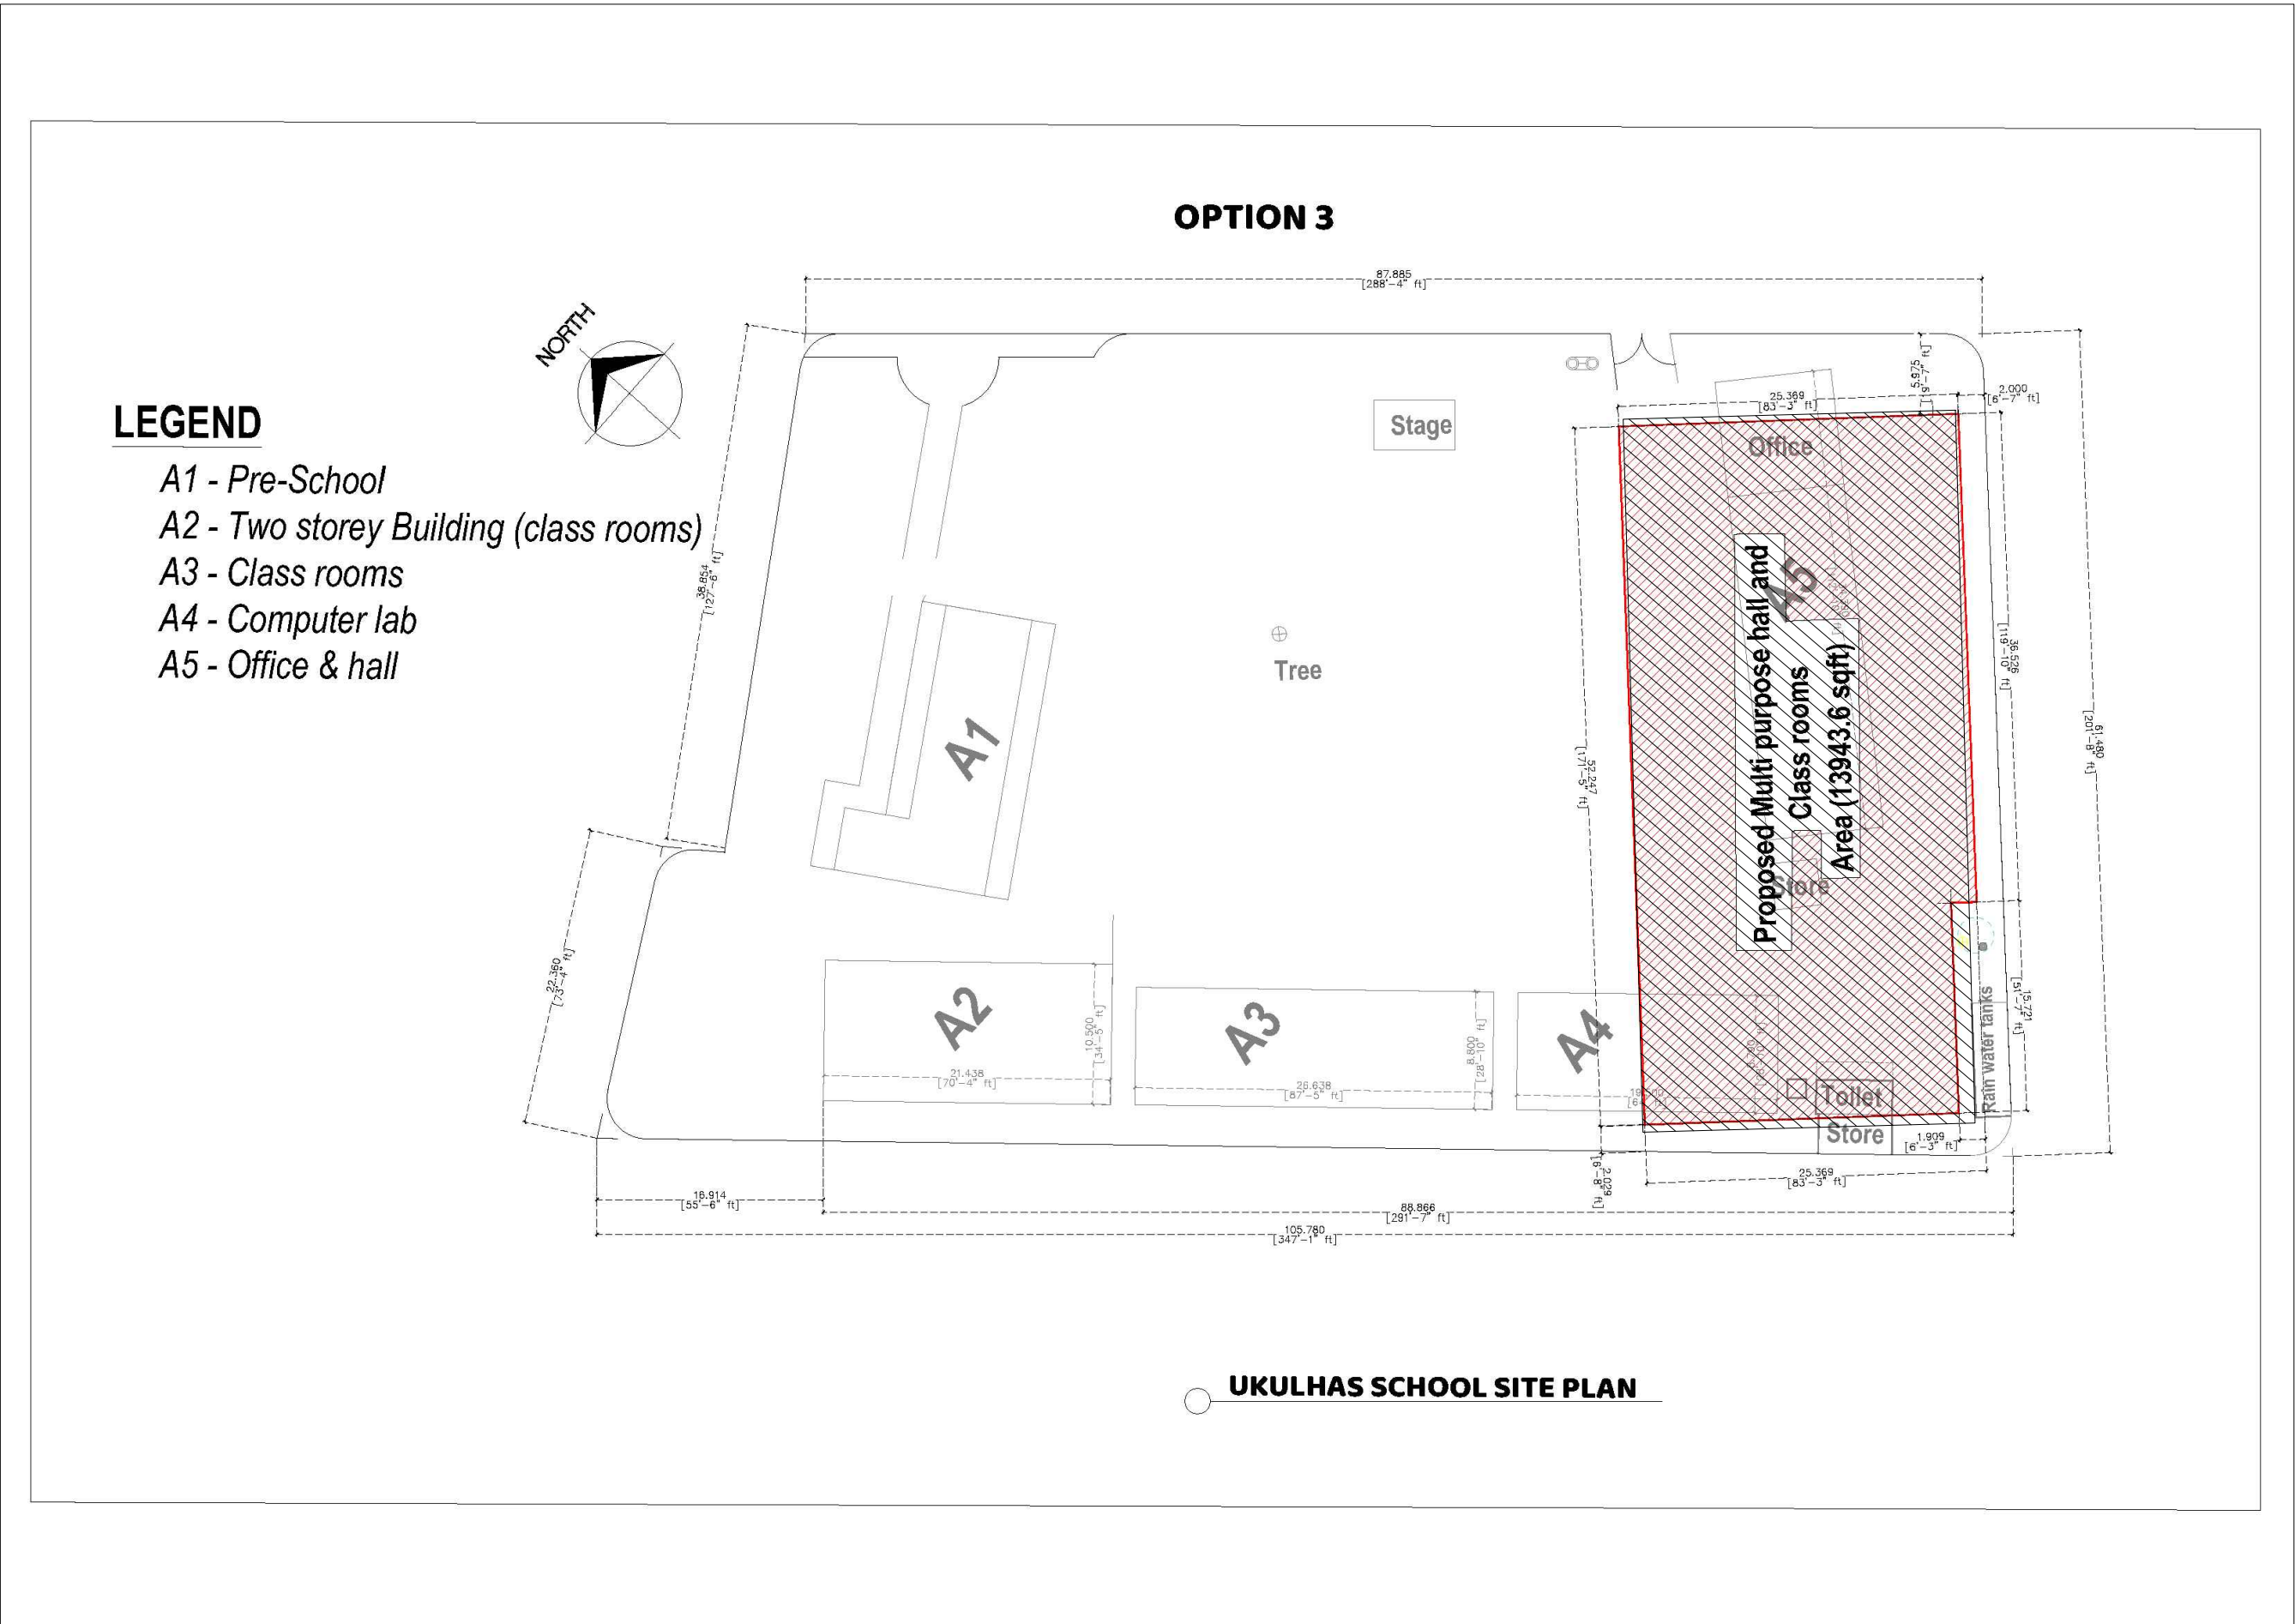 OPTION 3
87.885
[288'-4" ft]
NORTH
LEGEND
A1 - Pre-School
A2 - Two storey Building (class rooms)
A3 - Class rooms
A4 - Computer lab
A5 - Office & hall
38.854
[127'-6" ft]
22.360
[73'-4" ft]
Stage
Tree
A1
A2
21.438
[70'-4" ft]
10.500
[34'-5" ft]
A3
26.638
[87'-5" ft]
8.800
[28'-10" ft]
A4
5.975
[19'-7" ft]
25.369
[83'-3" ft]
2.000
[6'-7" ft]
Office
A5
Proposed Multi purpose hall and
Class rooms
Area (13943.6 sqft)
Store
52.247
[171'-5" ft]
36.526
[119'-10" ft]
61.480
[201'-8" ft]
15.721
[51'-7" ft]
Rain water tanks
Toilet
Store
1.909
[6'-3" ft]
2.029
[6'-8" ft]
25.369
[83'-3" ft]
16.914
[55'-6" ft]
88.866
[291'-7" ft]
105.780
[347'-1" ft]
UKULHAS SCHOOL SITE PLAN